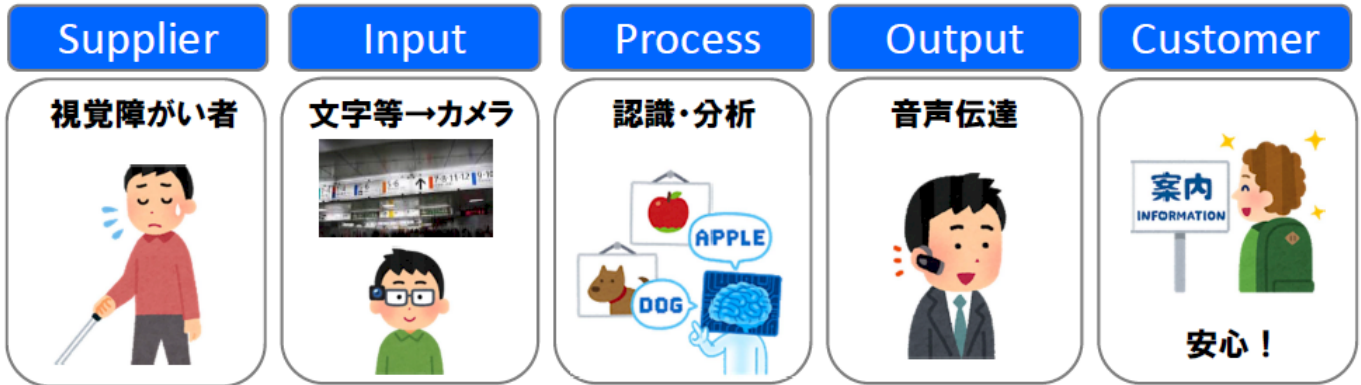 Supplier
Input
Process
Output
Customer
視覚障がい者
文字等→カメラ
認識・分析
音声伝達
APPLE
DOG
案内
INFORMATION
安心！